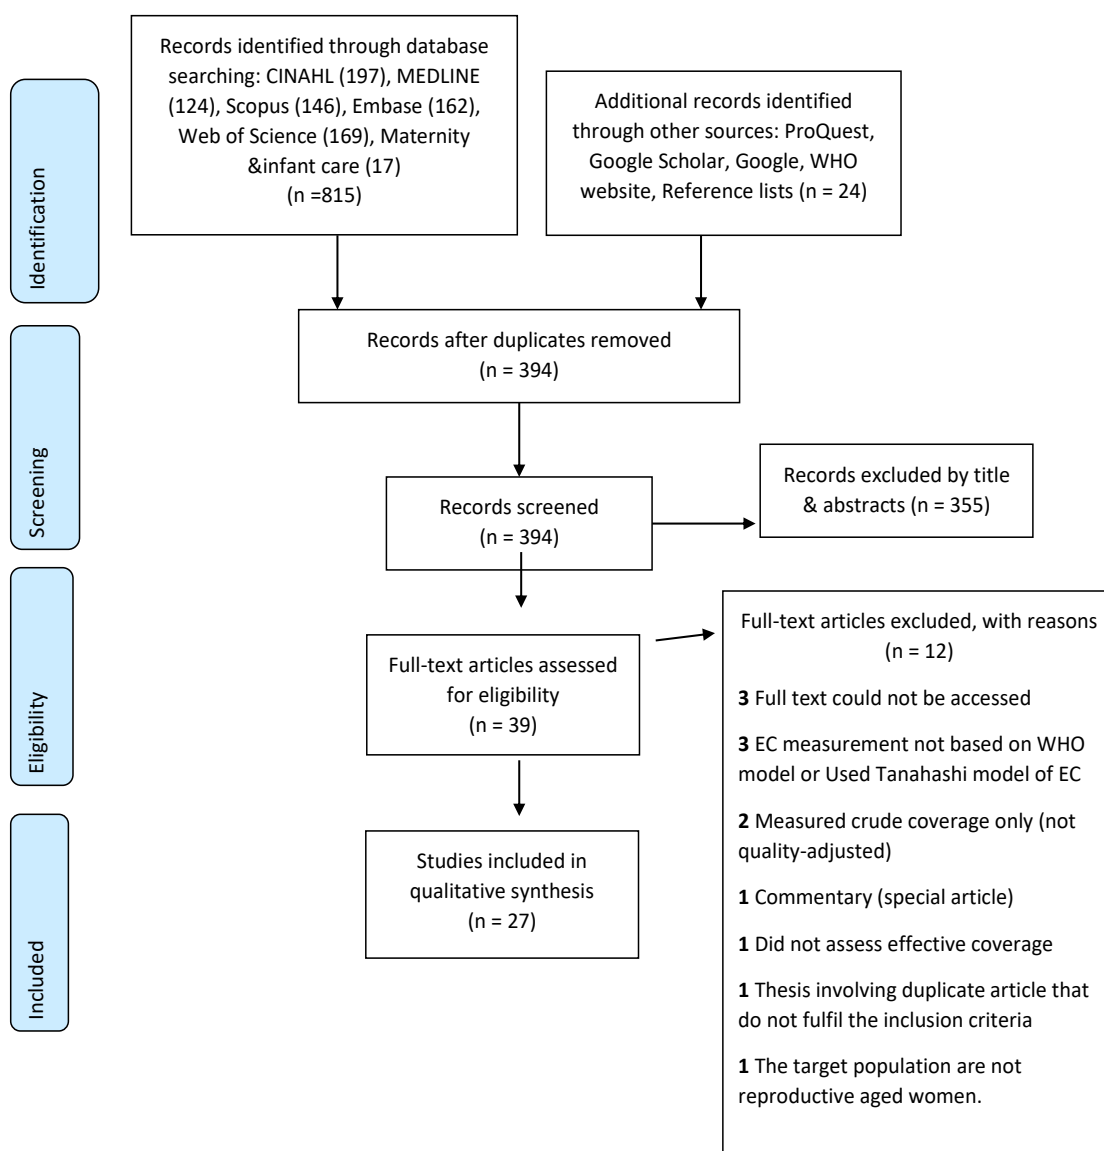 Records identified through database
searching: CINAHL (197), MEDLINE
(124), Scopus (146), Embase (162),
Web of Science (169), Maternity
&infant care (17)
(n =815)
Additional records identified
through other sources: ProQuest,
Google Scholar, Google, WHO
website, Reference lists (n = 24)
Identification
Records after duplicates removed
(n = 394)
Screening
Records screened
(n = 394)
Records excluded by title
& abstracts (n = 355)
Eligibility
Full-text articles assessed
for eligibility
(n = 39)
Full-text articles excluded, with reasons
(n = 12)
3 Full text could not be accessed
3 EC measurement not based on WHO
model or Used Tanahashi model of EC
2 Measured crude coverage only (not
quality-adjusted)
1 Commentary (special article)
1 Did not assess effective coverage
1 Thesis involving duplicate article that
do not fulfil the inclusion criteria
1 The target population are not
reproductive aged women.
Included
Studies included in
qualitative synthesis
(n = 27)